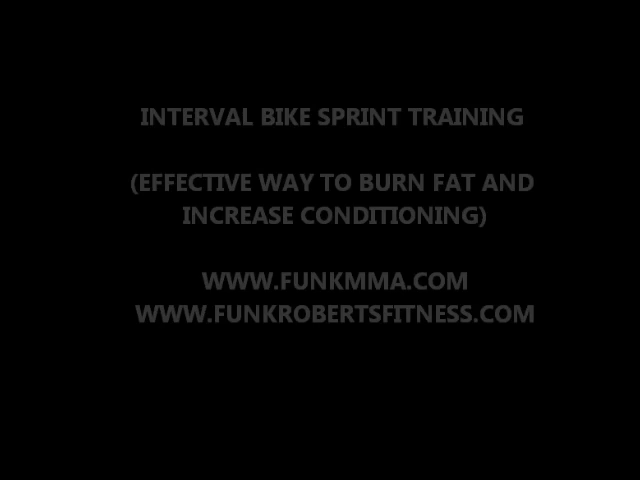 INTERVAL BIKE SPRINT TRAINING
(EFFECTIVE WAY TO BURN FAT AND
INCREASE CONDITIONING)
WWW.FUNKMMA.COM
WWW.FUNKROBERTSFITNESS.COM